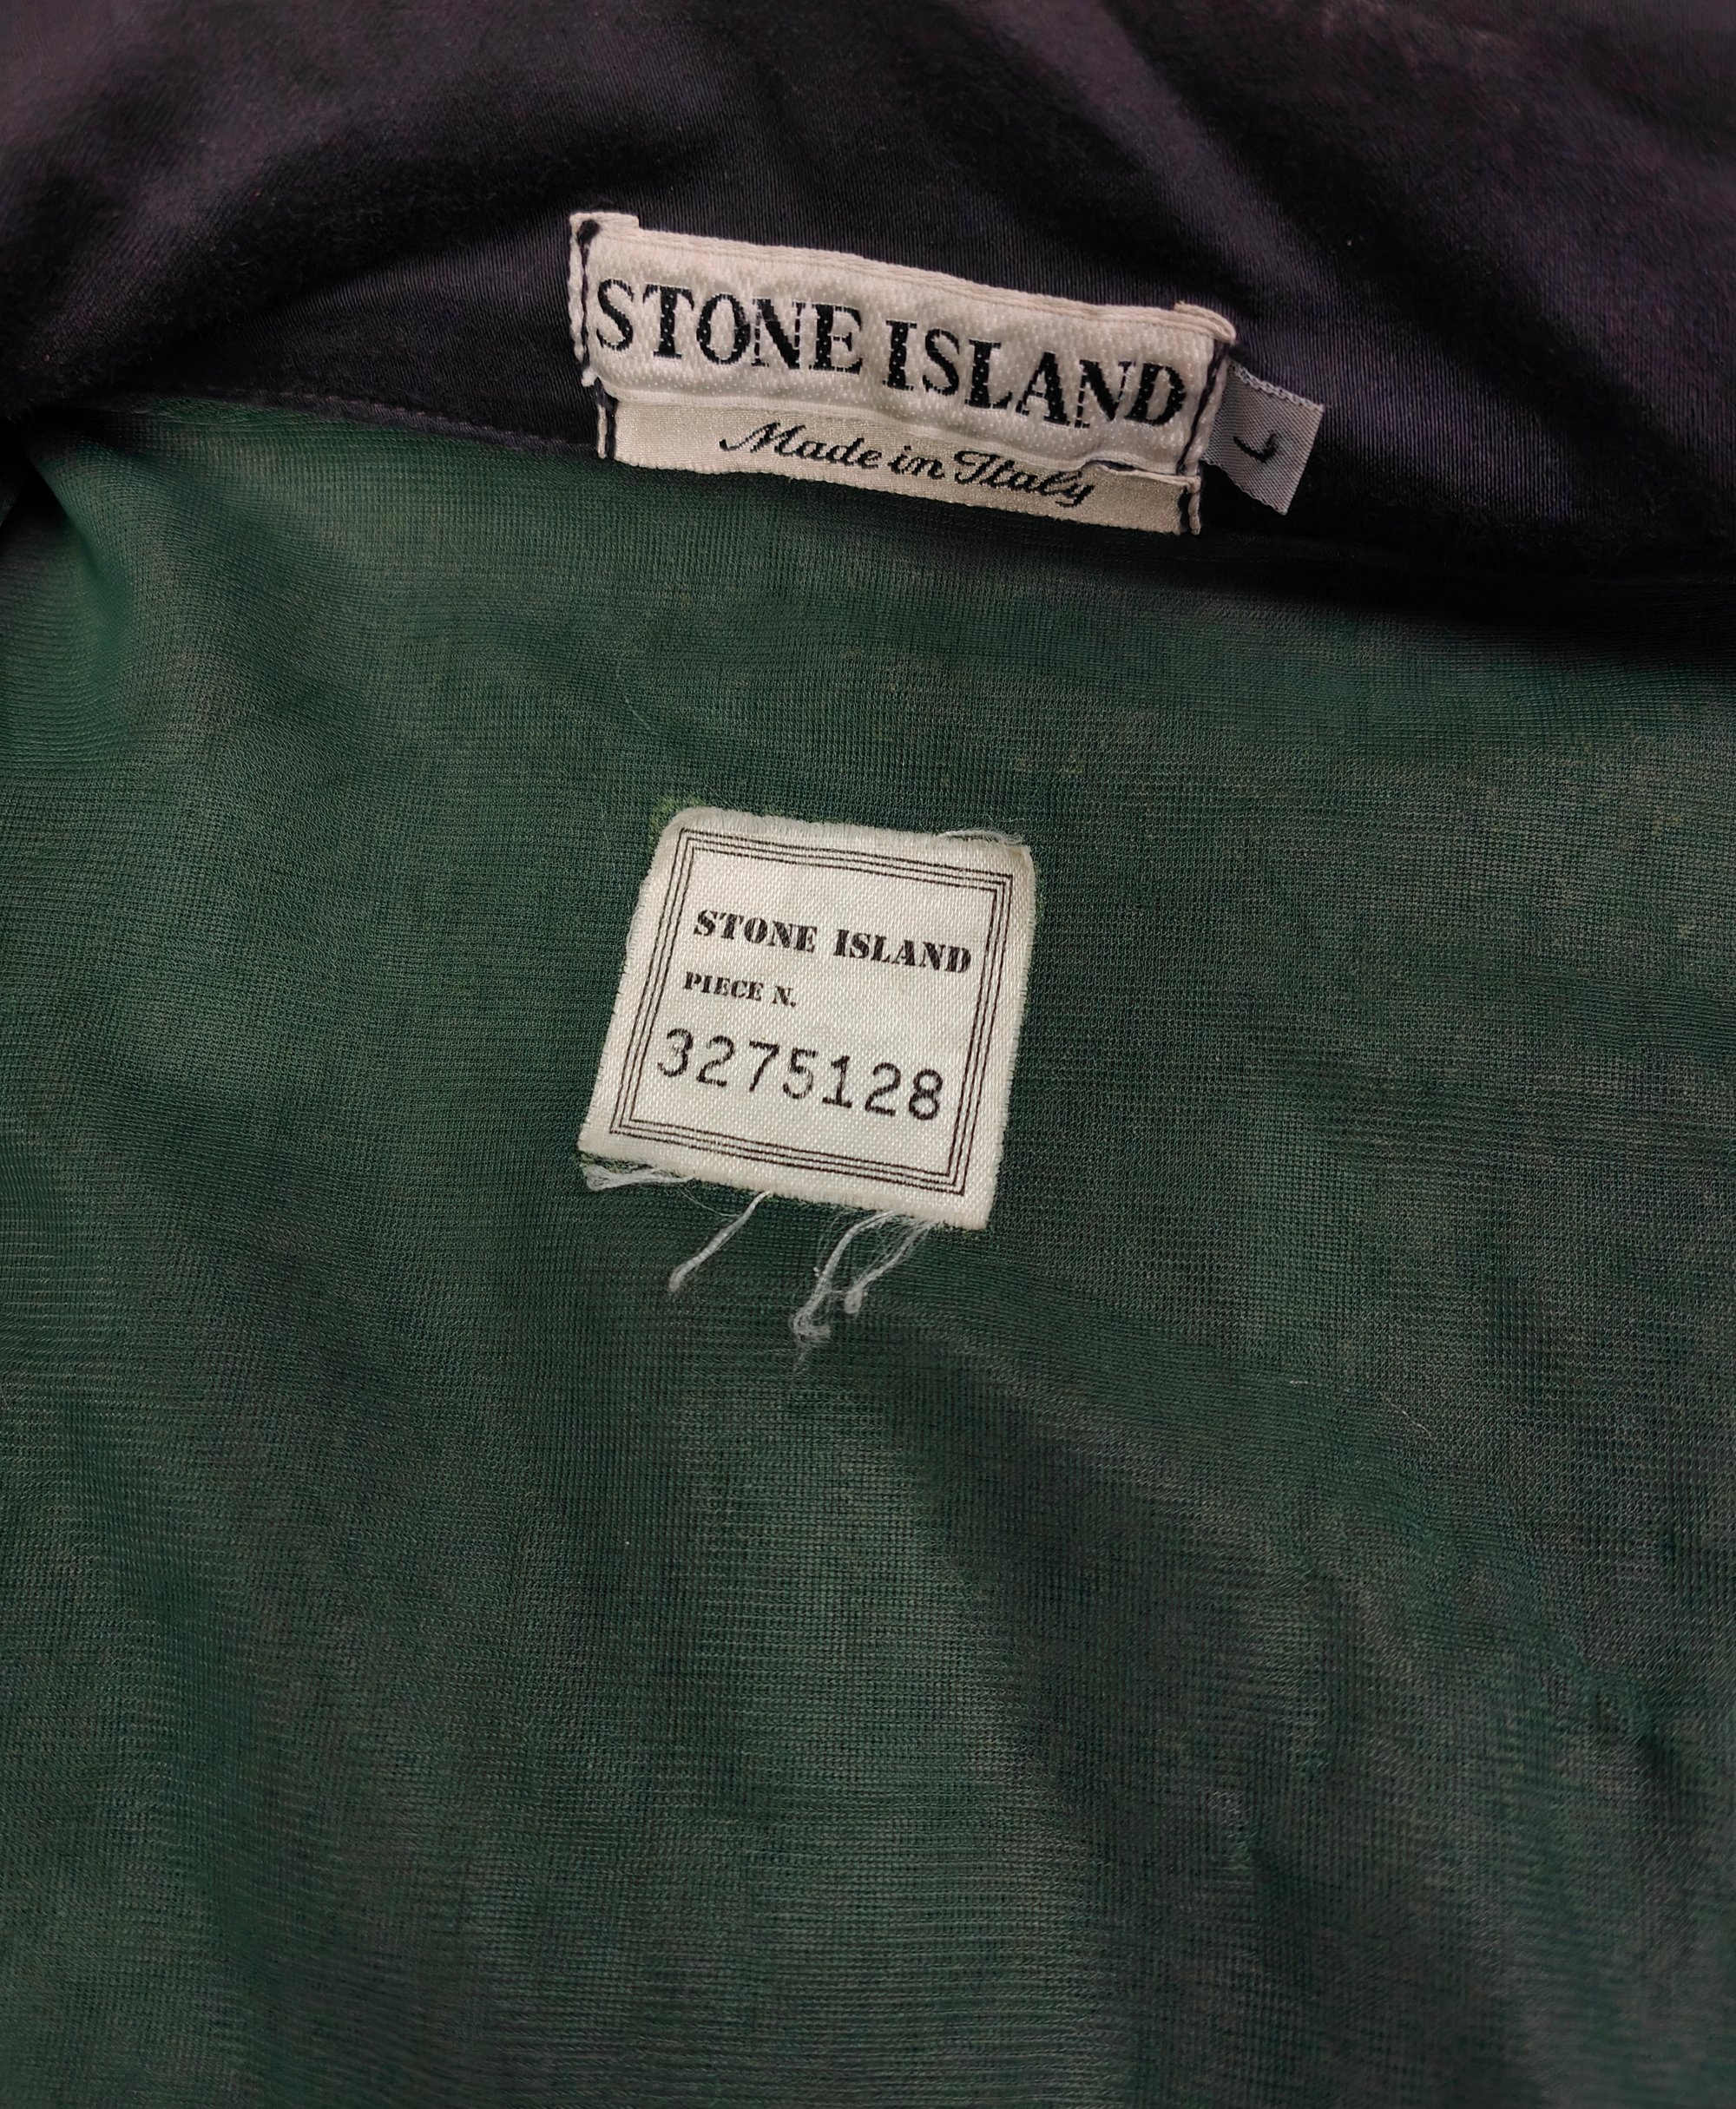 STONE ISLAND
Made in Italy
L
STONE ISLAND
PIECE N.
3275128